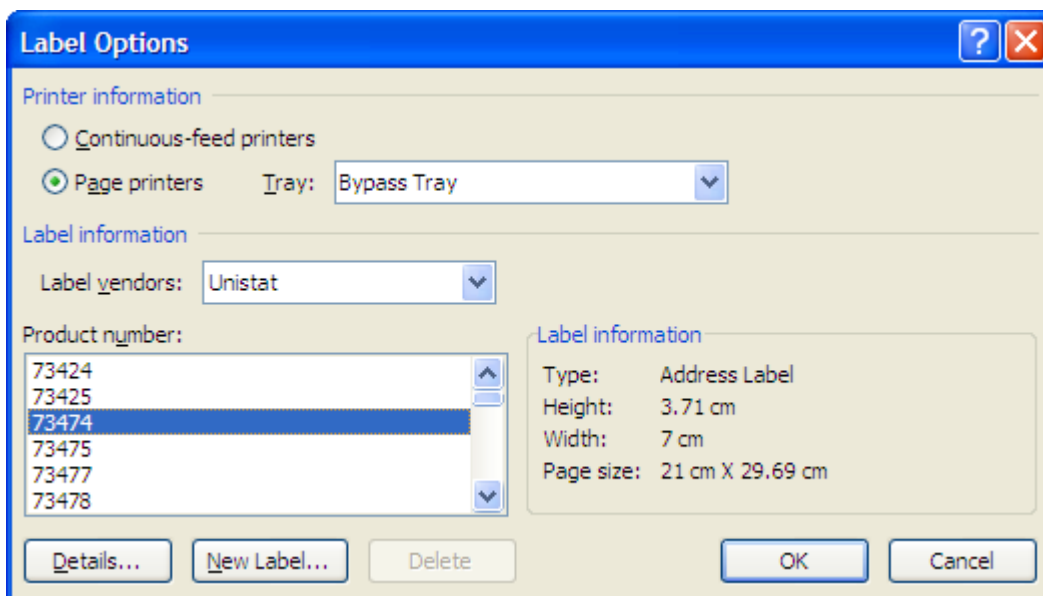 Label Options
Printer information
Continuous-feed printers
Page printers Tray: Bypass Tray
Label information
Label vendors: Unistat
Product number:
73424
73425
73474
73475
73477
73478
Label information
Type: Address Label
Height: 3.71 cm
Width: 7 cm
Page size: 21 cm X 29.69 cm
Details... New Label... Delete OK Cancel